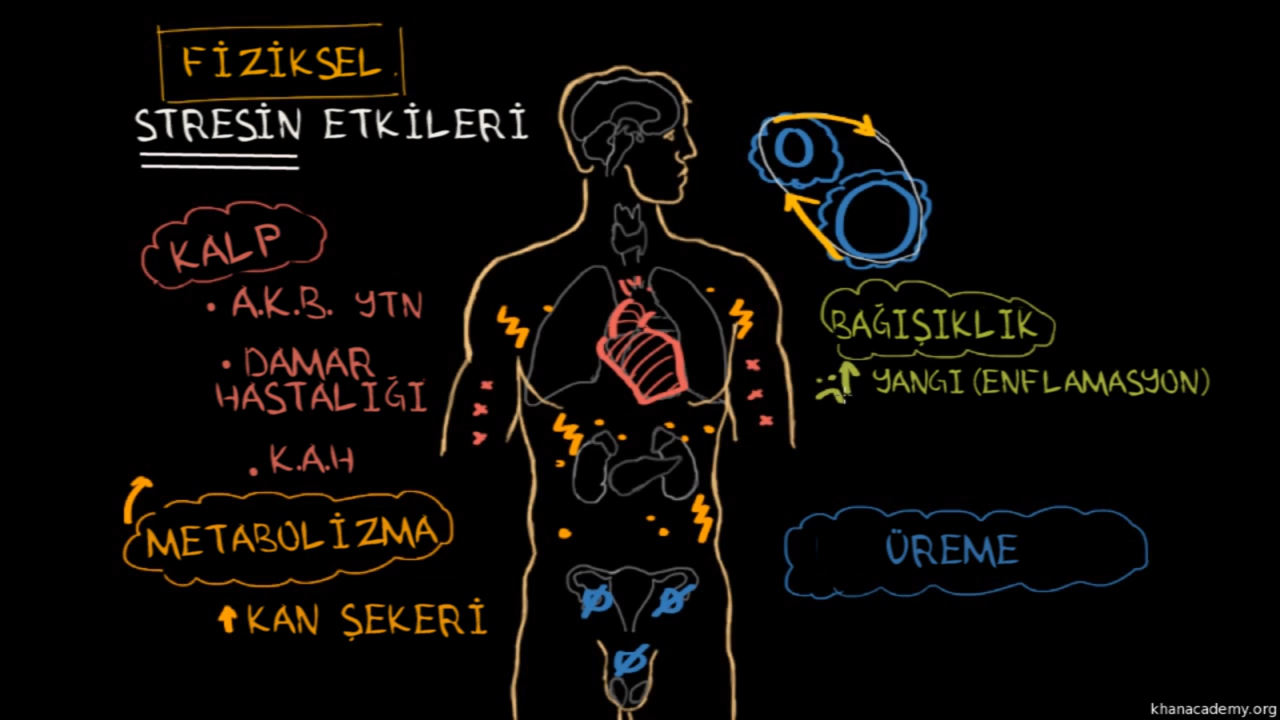 FİZİKSEL
STRESİN ETKİLERİ
KALP
• A.K.B. YTN
• DAMAR
HASTALIĞI
• K.A.H
METABOLİZMA
↑ KAN ŞEKERİ
BAĞIŞIKLIK
↑ YANGI (ENFLAMASYON)
ÜREME
khanacademy.org